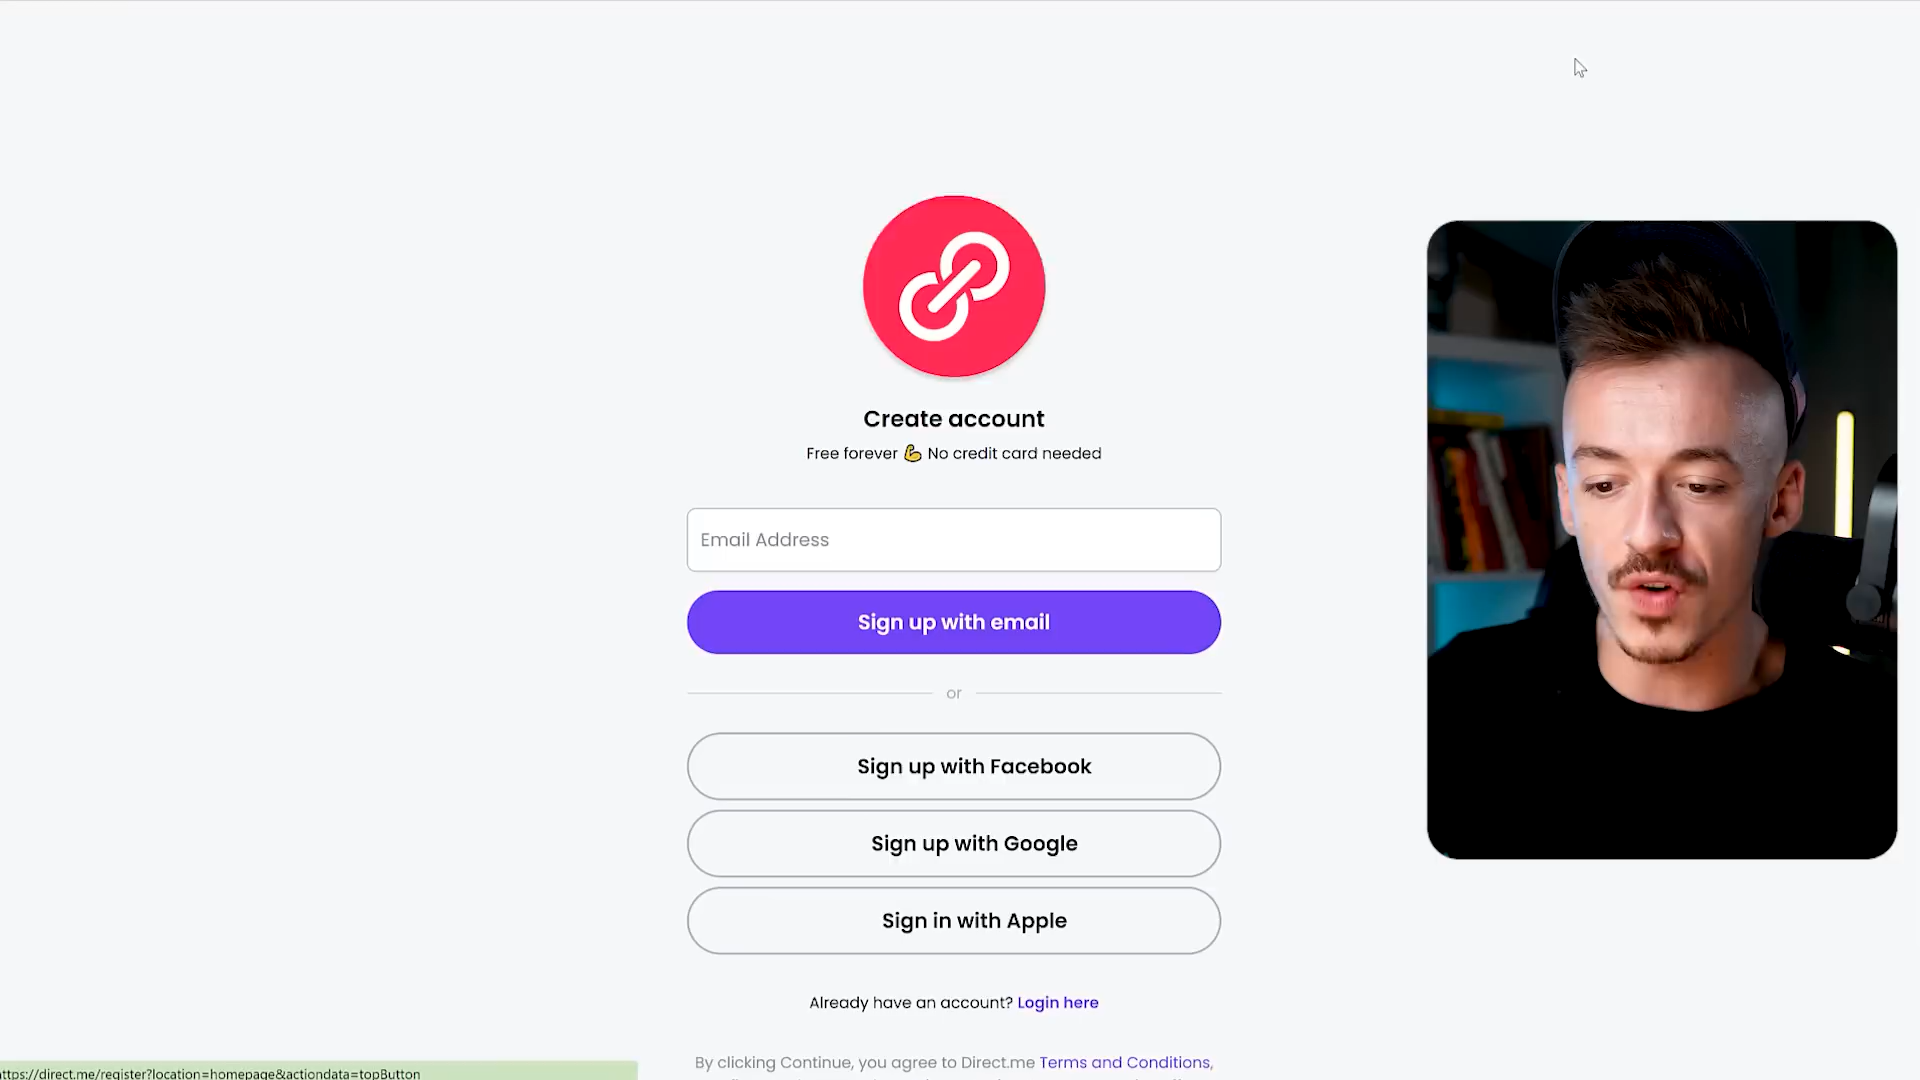 Create account
Free forever 💪 No credit card needed
Email Address
Sign up with email
or
Sign up with Facebook
Sign up with Google
Sign in with Apple
Already have an account? Login here
By clicking Continue, you agree to Direct.me Terms and Conditions,
ttps://direct.me/register?location=homepage&actiondata=topButton